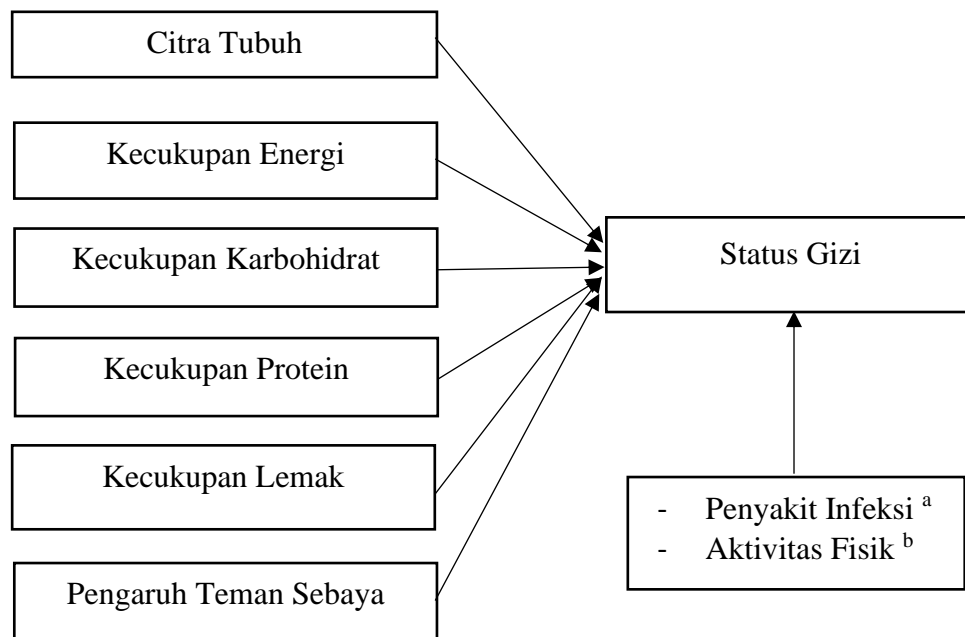 Citra Tubuh
Kecukupan Energi
Kecukupan Karbohidrat
Kecukupan Protein
Kecukupan Lemak
Pengaruh Teman Sebaya
Status Gizi
- Penyakit Infeksi ᵃ
- Aktivitas Fisik ᵇ